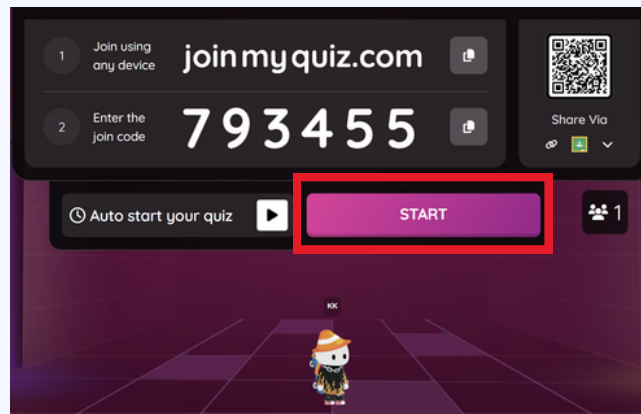 1
Join using
any device
joinmyquiz.com
2
Enter the
join code
793455
Share Via
Auto start your quiz
START
1
KK